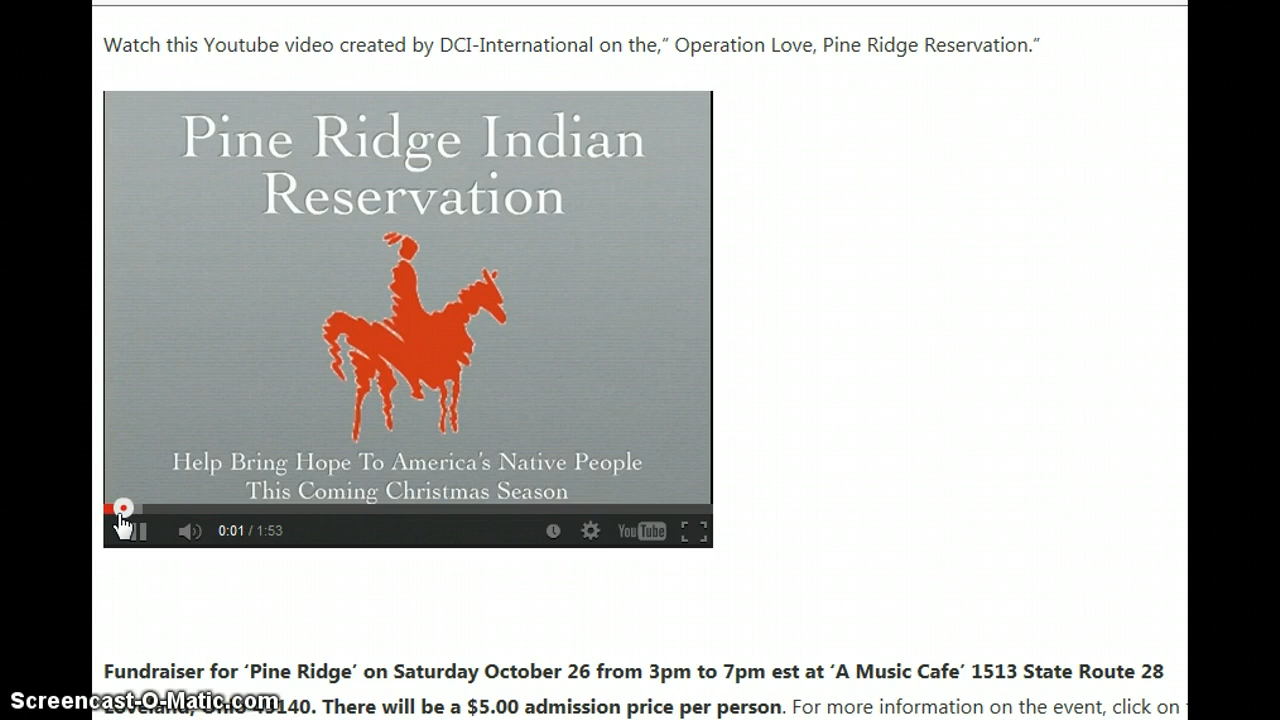 Watch this Youtube video created by DCI-International on the,“ Operation Love, Pine Ridge Reservation.”
Pine Ridge Indian
Reservation
Help Bring Hope To America's Native People
This Coming Christmas Season
0:01 / 1:53
YouTube
Fundraiser for ‘Pine Ridge’ on Saturday October 26 from 3pm to 7pm est at ‘A Music Cafe’ 1513 State Route 28
Loveland, Ohio 45140. There will be a $5.00 admission price per person. For more information on the event, click on
Screencast-O-Matic.com